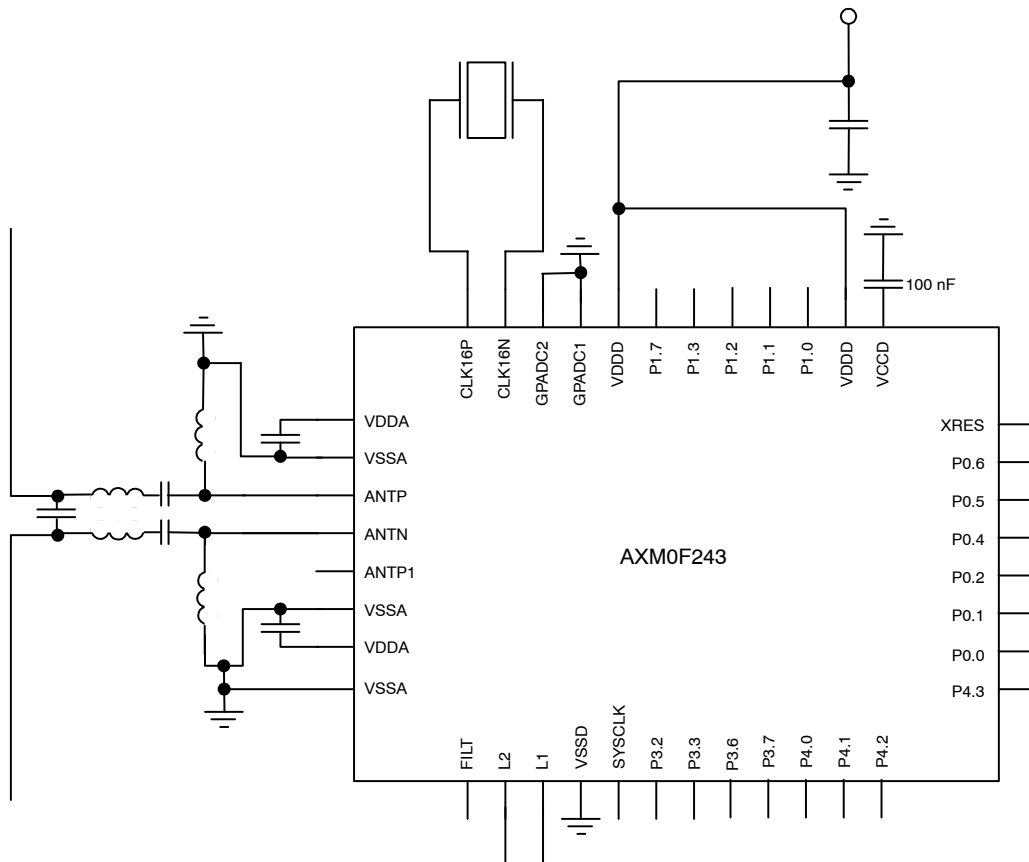 100 nF
CLK16P
CLK16N
GPADC2
GPADC1
VDDD
P1.7
P1.3
P1.2
P1.1
P1.0
VDDD
VCCD
VDDA
VSSA
ANTP
ANTN
ANTP1
VSSA
VDDA
VSSA
AXM0F243
XRES
P0.6
P0.5
P0.4
P0.2
P0.1
P0.0
P4.3
FILT
L2
L1
VSSD
SYSCLK
P3.2
P3.3
P3.6
P3.7
P4.0
P4.1
P4.2